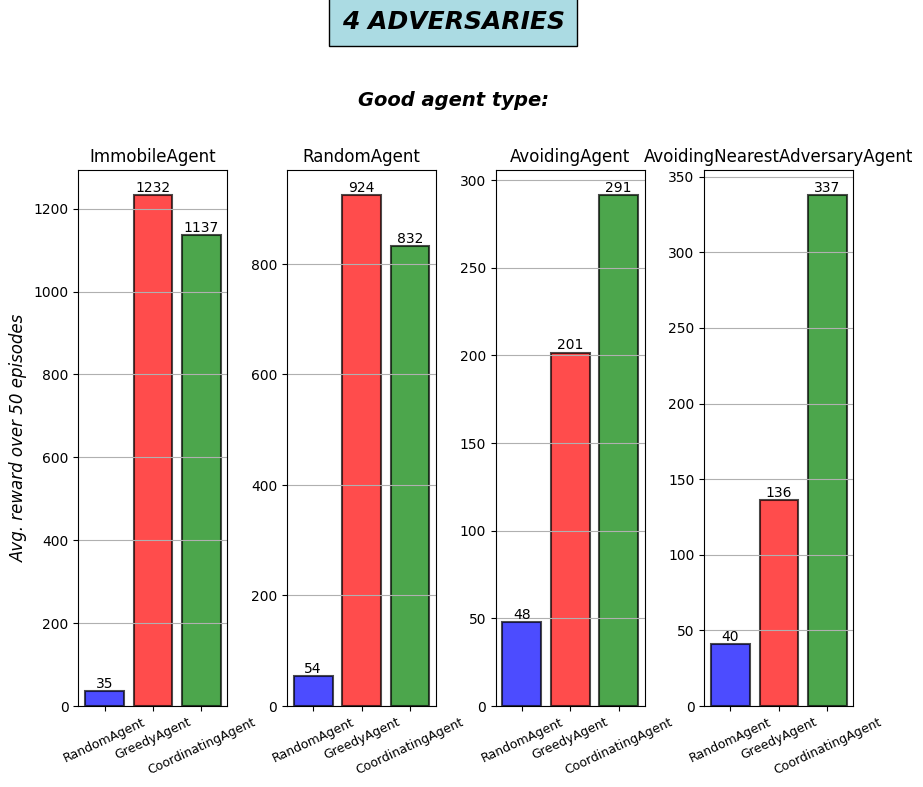 4 ADVERSARIES
Good agent type:
ImmobileAgent
RandomAgent
AvoidingAgent
AvoidingNearestAdversaryAgent
Avg. reward over 50 episodes
1200
1000
800
600
400
200
0
1232
1137
35
RandomAgent
GreedyAgent
CoordinatingAgent
800
600
400
200
0
924
832
54
RandomAgent
GreedyAgent
CoordinatingAgent
300
250
200
150
100
50
0
291
201
48
RandomAgent
GreedyAgent
CoordinatingAgent
350
300
250
200
150
100
50
0
337
136
40
RandomAgent
GreedyAgent
CoordinatingAgent